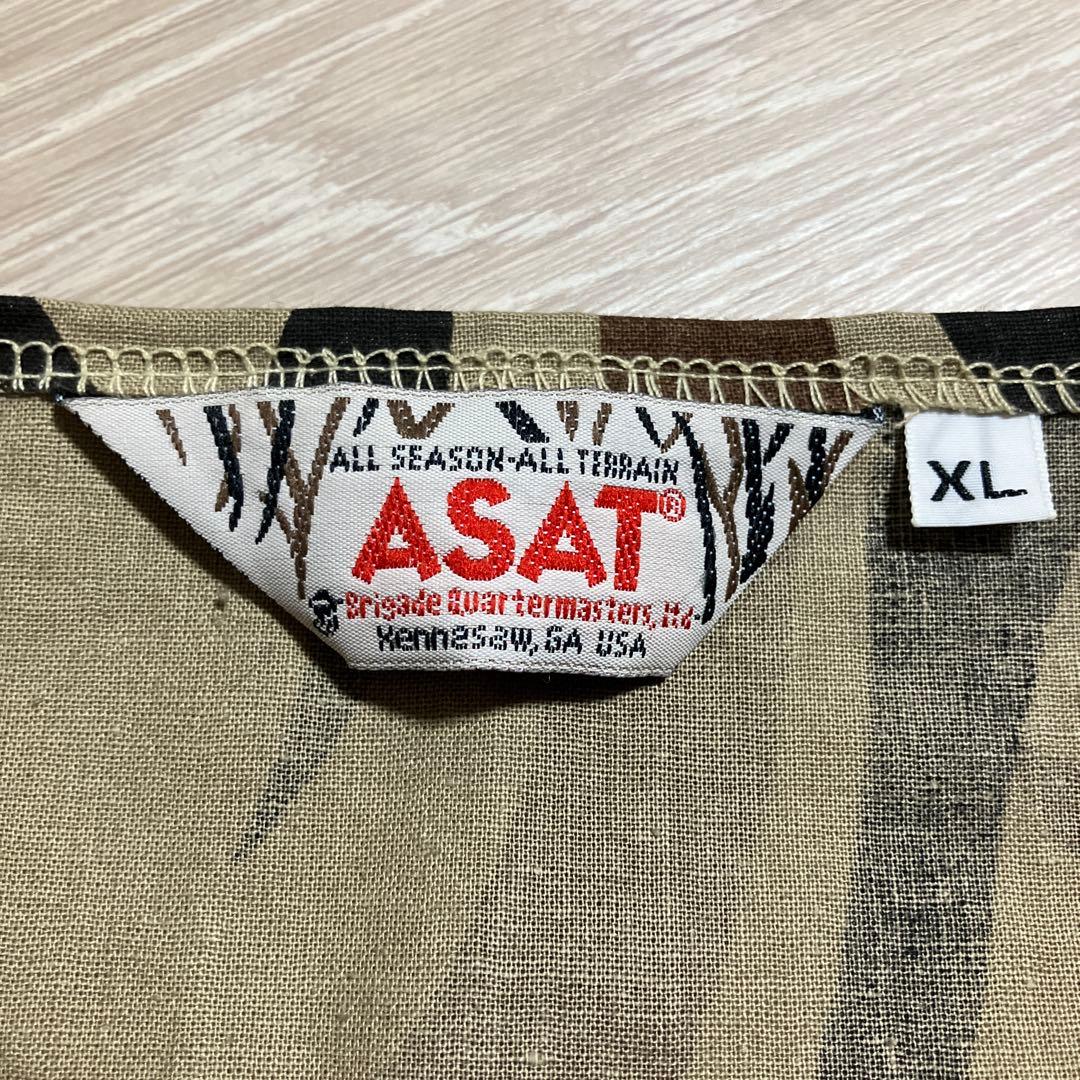 ALL SEASON-ALL TERRAIN
ASAT®
Brigade Quartermasters, Ltd.
Kennesaw, GA USA
XL